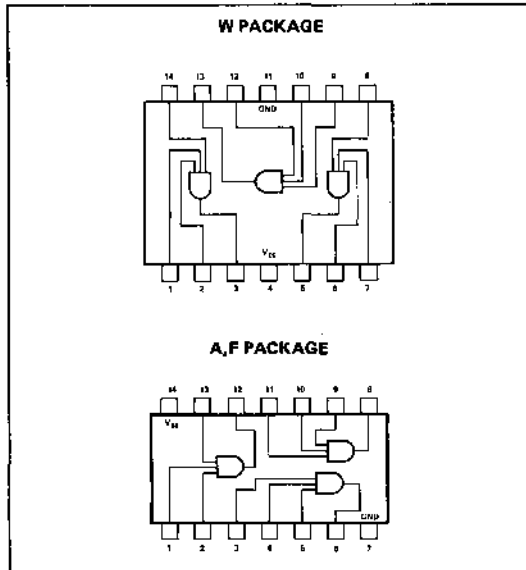 W PACKAGE
14 13 12 11 10 9 8
GND
VCC
1 2 3 4 5 6 7
A,F PACKAGE
14 13 12 11 10 9 8
VCC
GND
1 2 3 4 5 6 7